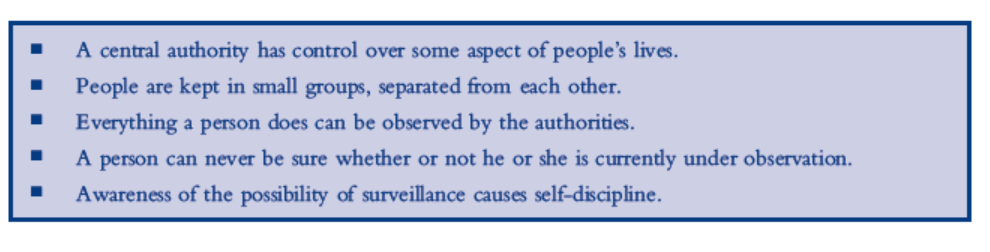 ▪ A central authority has control over some aspect of people's lives.
▪ People are kept in small groups, separated from each other.
▪ Everything a person does can be observed by the authorities.
▪ A person can never be sure whether or not he or she is currently under observation.
▪ Awareness of the possibility of surveillance causes self-discipline.